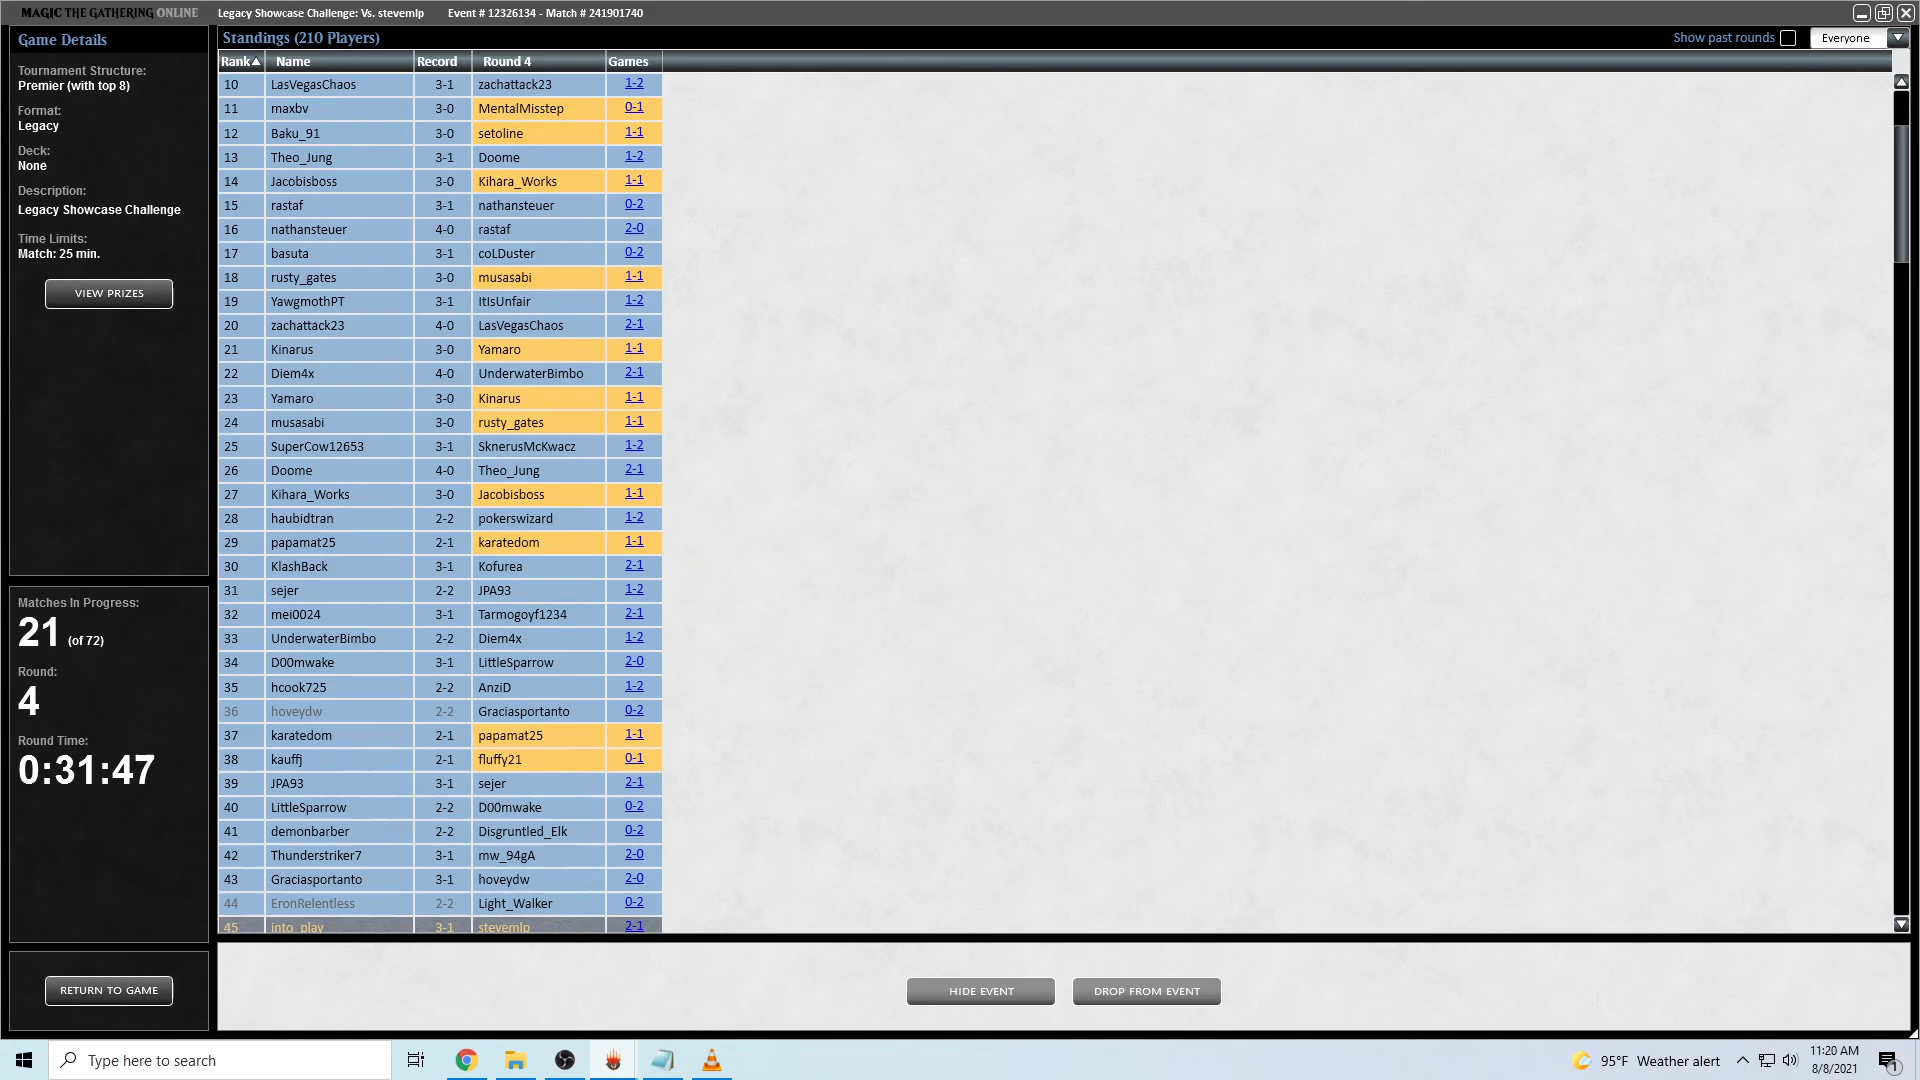 MAGIC THE GATHERING ONLINE Legacy Showcase Challenge: Vs. stevemlp Event # 12326134 - Match # 241901740
Game Details
Tournament Structure:
Premier (with top 8)
Format:
Legacy
Deck:
None
Description:
Legacy Showcase Challenge
Time Limits:
Match: 25 min.
VIEW PRIZES
Matches In Progress:
21 (of 72)
Round:
4
Round Time:
0:31:47
RETURN TO GAME
Standings (210 Players) Show past rounds Everyone
Rank Name Record Round 4 Games
10 LasVegasChaos 3-1 zachattack23 1-2
11 maxbv 3-0 MentalMisstep 0-1
12 Baku_91 3-0 setoline 1-1
13 Theo_Jung 3-1 Doome 1-2
14 Jacobisboss 3-0 Kihara_Works 1-1
15 rastaf 3-1 nathansteuer 0-2
16 nathansteuer 4-0 rastaf 2-0
17 basuta 3-1 coLDuster 0-2
18 rusty_gates 3-0 musasabi 1-1
19 YawgmothPT 3-1 ItIsUnfair 1-2
20 zachattack23 4-0 LasVegasChaos 2-1
21 Kinarus 3-0 Yamaro 1-1
22 Diem4x 4-0 UnderwaterBimbo 2-1
23 Yamaro 3-0 Kinarus 1-1
24 musasabi 3-0 rusty_gates 1-1
25 SuperCow12653 3-1 SknerusMcKwacz 1-2
26 Doome 4-0 Theo_Jung 2-1
27 Kihara_Works 3-0 Jacobisboss 1-1
28 haubidtran 2-2 pokerswizard 1-2
29 papamat25 2-1 karatedom 1-1
30 KlashBack 3-1 Kofurea 2-1
31 sejer 2-2 JPA93 1-2
32 mei0024 3-1 Tarmogoyf1234 2-1
33 UnderwaterBimbo 2-2 Diem4x 1-2
34 D00mwake 3-1 LittleSparrow 2-0
35 hcook725 2-2 AnziD 1-2
36 hoveydw 2-2 Graciasportanto 0-2
37 karatedom 2-1 papamat25 1-1
38 kauffj 2-1 fluffy21 0-1
39 JPA93 3-1 sejer 2-1
40 LittleSparrow 2-2 D00mwake 0-2
41 demonbarber 2-2 Disgruntled_Elk 0-2
42 Thunderstriker7 3-1 mw_94gA 2-0
43 Graciasportanto 3-1 hoveydw 2-0
44 EronRelentless 2-2 Light_Walker 0-2
45 into_play 3-1 stevemlp 2-1
HIDE EVENT DROP FROM EVENT
Type here to search 95°F Weather alert 11:20 AM
8/8/2021 1